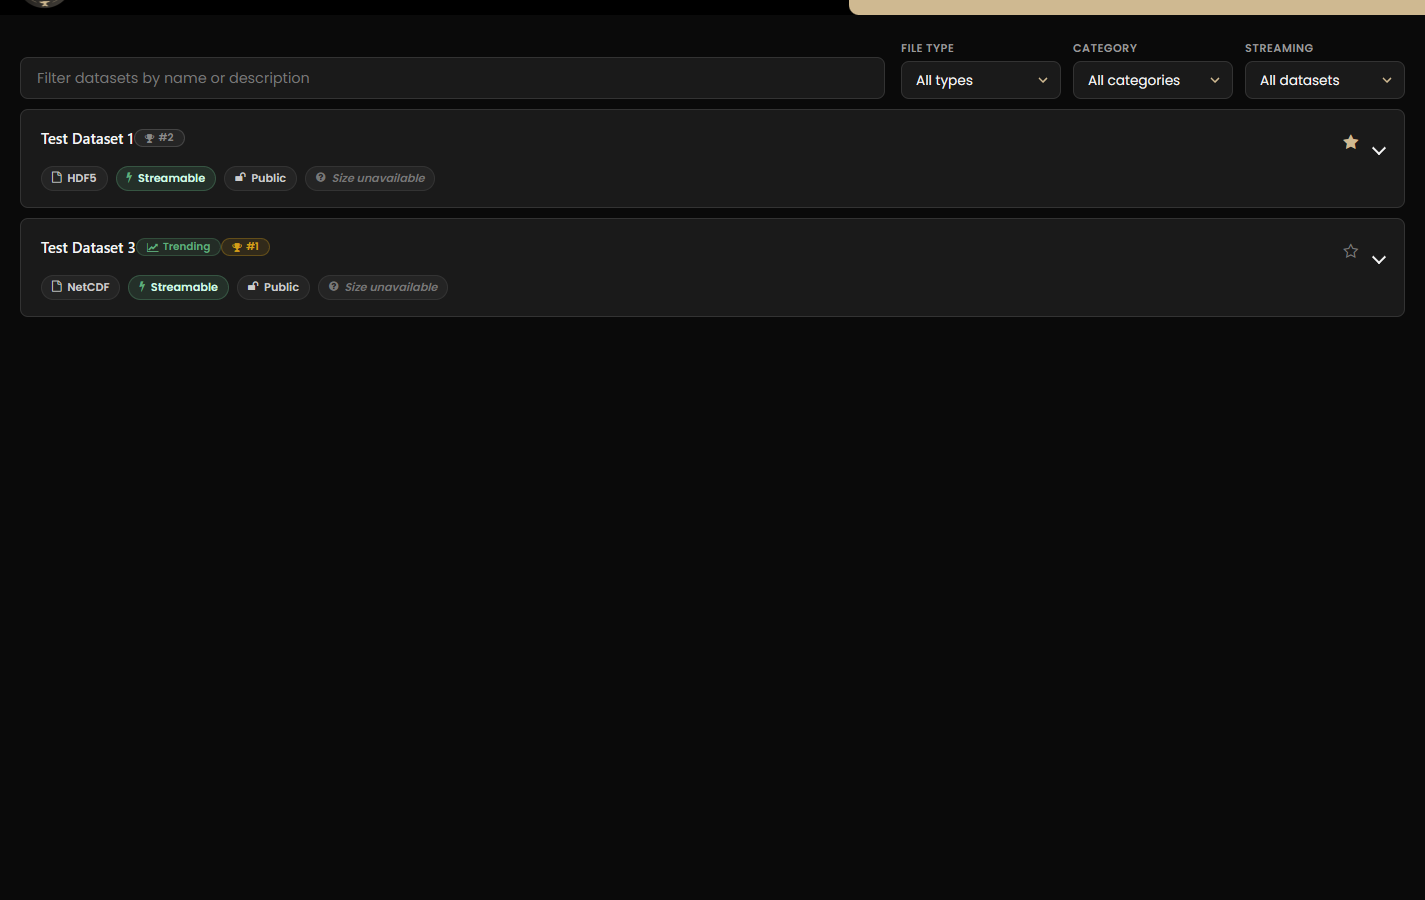 FILE TYPE CATEGORY STREAMING
Filter datasets by name or description All types All categories All datasets
Test Dataset 1 #2
HDF5 Streamable Public Size unavailable
Test Dataset 3 Trending #1
NetCDF Streamable Public Size unavailable